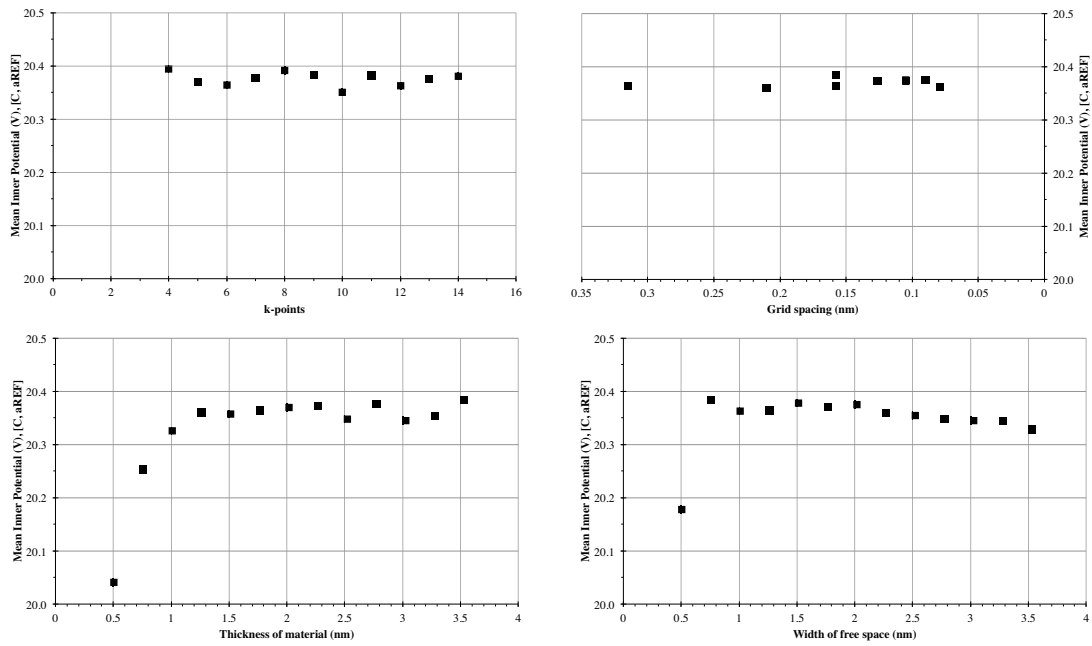 20.5
20.4
20.3
20.2
20.1
20.0
Mean Inner Potential (V), [C, aREF]
0 2 4 6 8 10 12 14 16
k-points
20.5
20.4
20.3
20.2
20.1
20.0
Mean Inner Potential (V), [C, aREF]
0.35 0.3 0.25 0.2 0.15 0.1 0.05 0
Grid spacing (nm)
20.5
20.4
20.3
20.2
20.1
20.0
Mean Inner Potential (V), [C, aREF]
0 0.5 1 1.5 2 2.5 3 3.5 4
Thickness of material (nm)
20.5
20.4
20.3
20.2
20.1
20.0
Mean Inner Potential (V), [C, aREF]
0 0.5 1 1.5 2 2.5 3 3.5 4
Width of free space (nm)